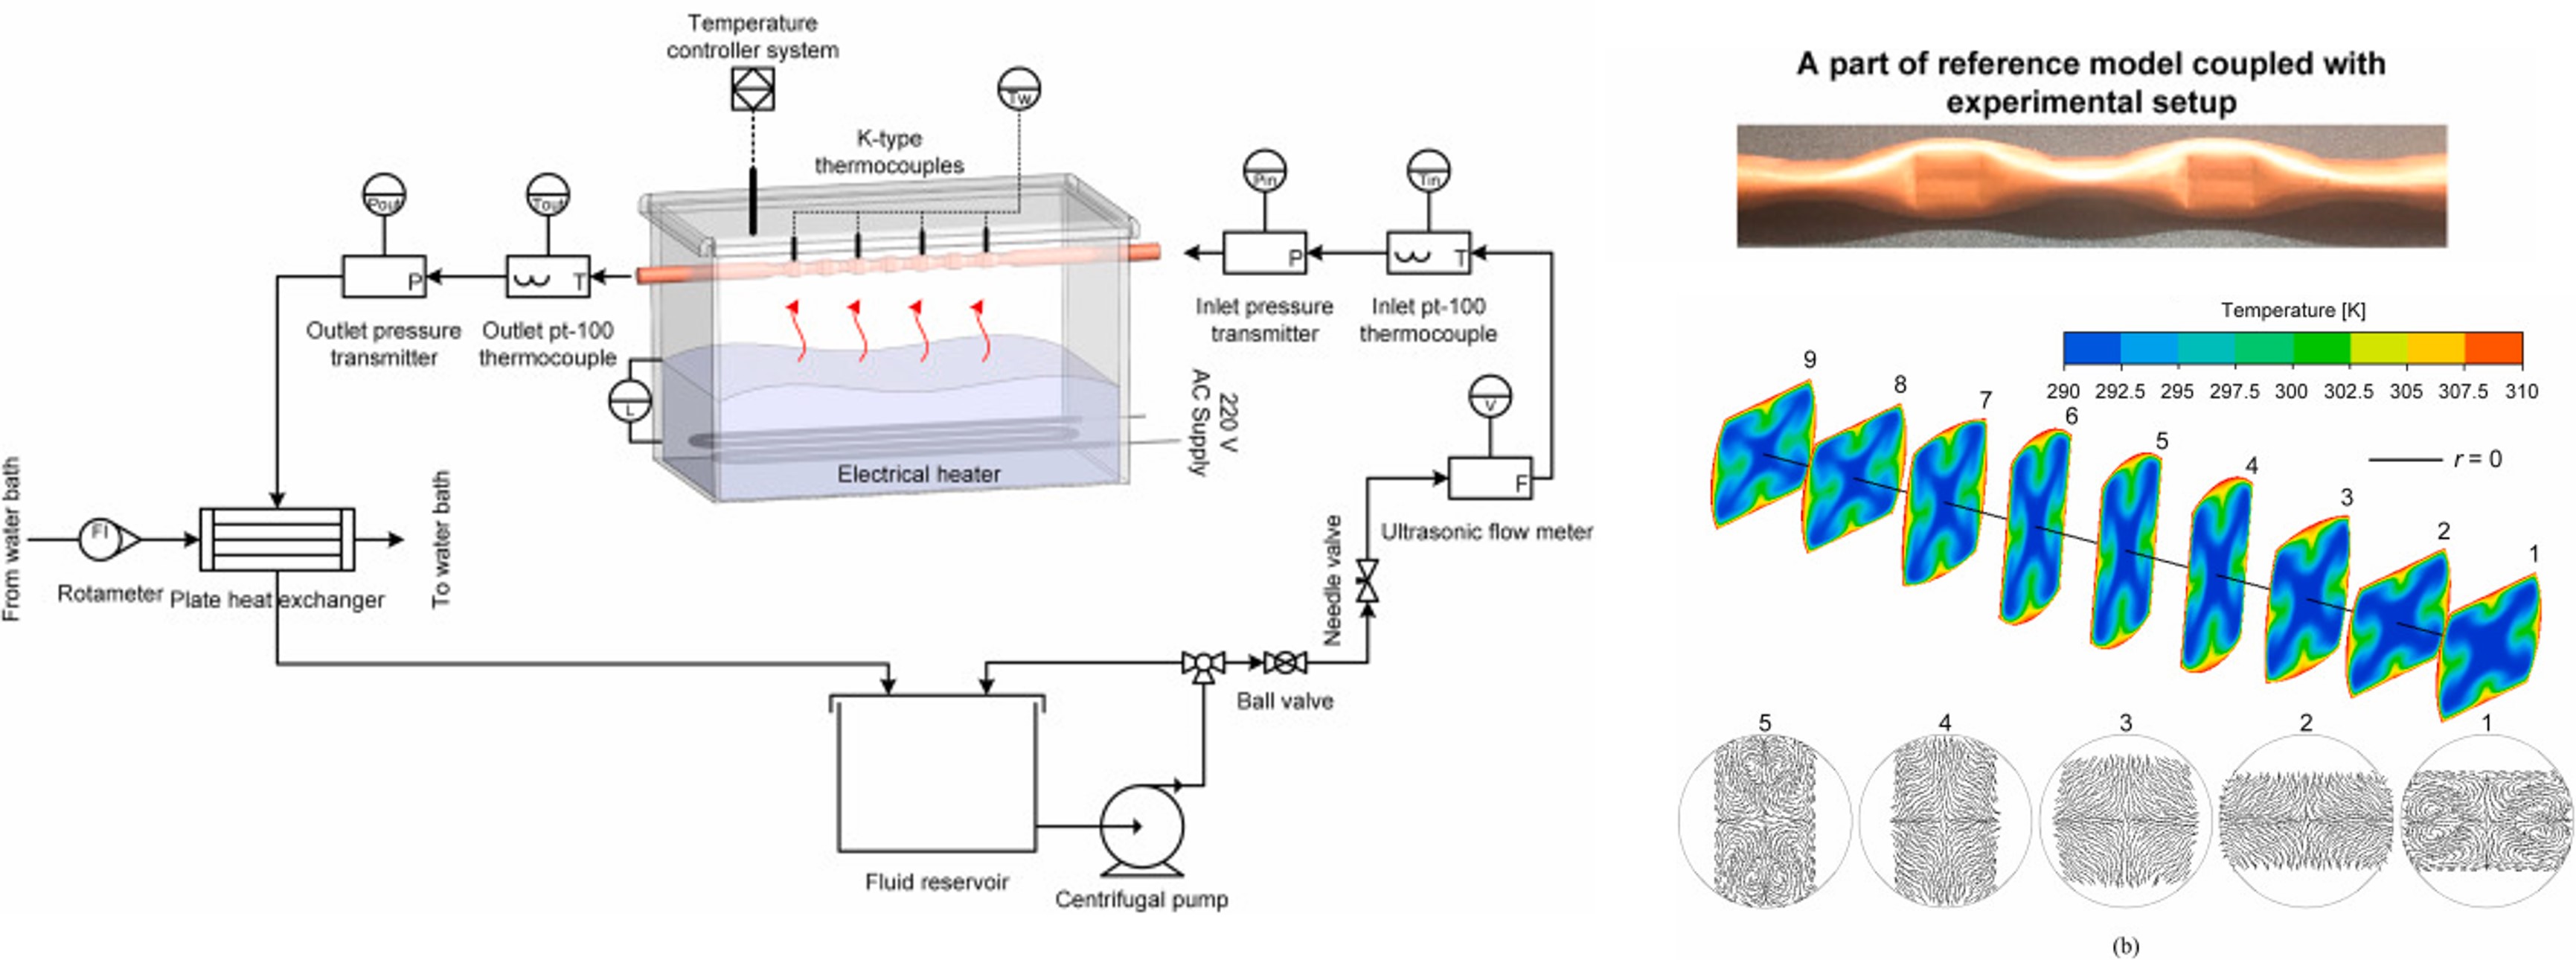 Temperature
controller system
Tw
K-type
thermocouples
Pout
Tout
P
T
Outlet pressure
transmitter
Outlet pt-100
thermocouple
Pin
Tin
P
T
Inlet pressure
transmitter
Inlet pt-100
thermocouple
L
Electrical heater
220 V
AC Supply
V
F
Ultrasonic flow meter
Needle valve
Ball valve
From water bath
FI
Rotameter
Plate heat exchanger
To water bath
Fluid reservoir
Centrifugal pump
A part of reference model coupled with
experimental setup
Temperature [K]
290 292.5 295 297.5 300 302.5 305 307.5 310
9
8
7
6
5
4
3
2
1
r = 0
5 4 3 2 1
(b)